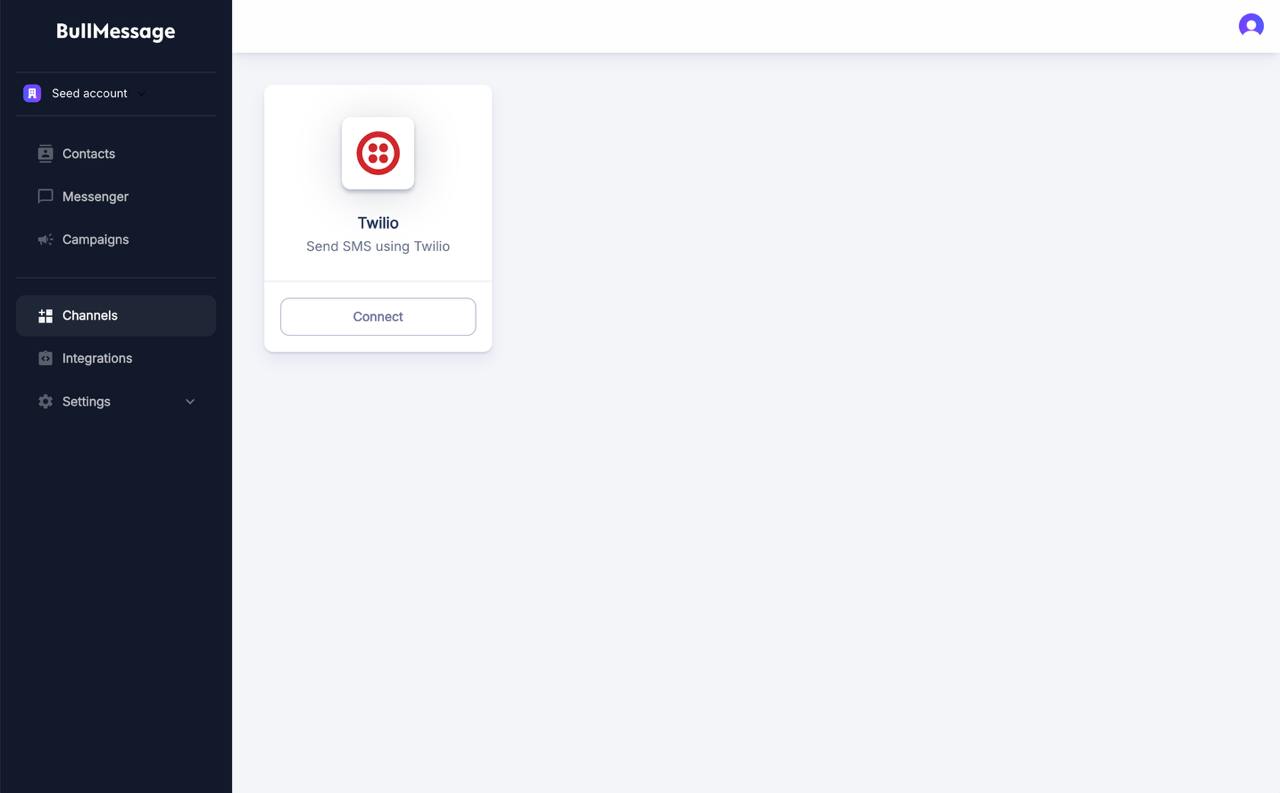 BullMessage
Seed account
Contacts
Messenger
Campaigns
Channels
Integrations
Settings
Twilio
Send SMS using Twilio
Connect